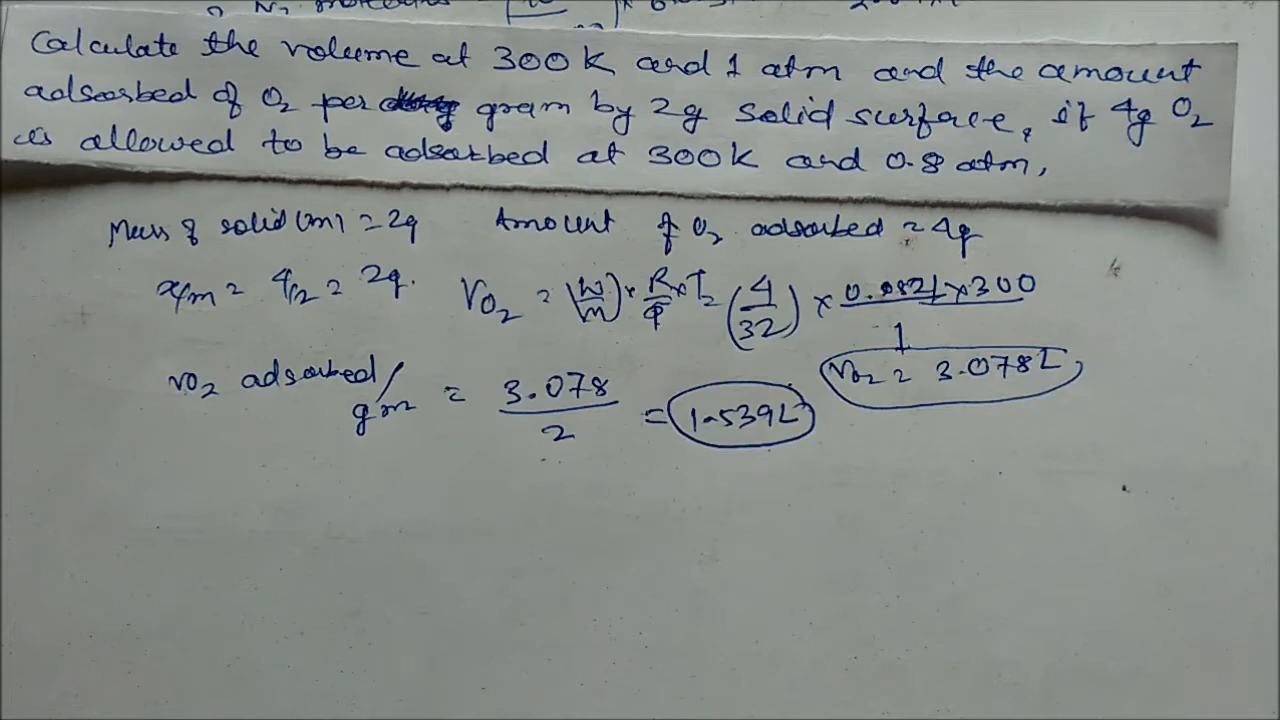 Calculate the volume at 300K and 1 atm and the amount
adsorbed of O2 per gram by 2g solid surface, if 4g O2
is allowed to be adsorbed at 300K and 0.8 atm,
Mass of solid (m) = 2g Amount of O2 adsorbed = 4g
x/m = 4/2 = 2g. VO2 = (w/m) × R/P × T = (4/32) × 0.0821 × 300 / 1
VO2 = 3.078L
VO2 adsorbed/gm = 3.078/2 = 1.539L